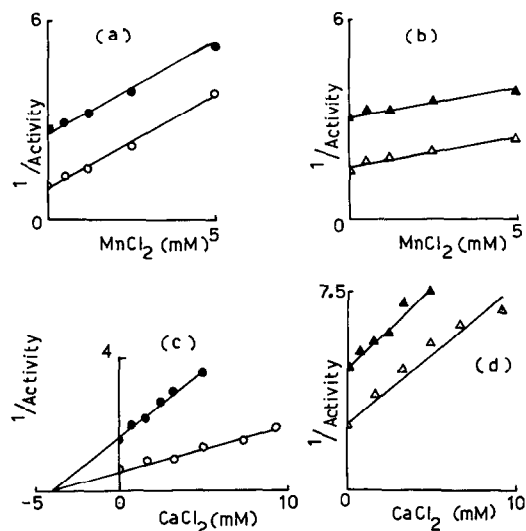 6
(a)
1/Activity
0
MnCl2 (mM)
5
6
(b)
1/Activity
0
MnCl2 (mM)
5
4
(c)
1/Activity
-5
0
10
CaCl2(mM)
7.5
(d)
1/Activity
0
10
CaCl2 (mM)